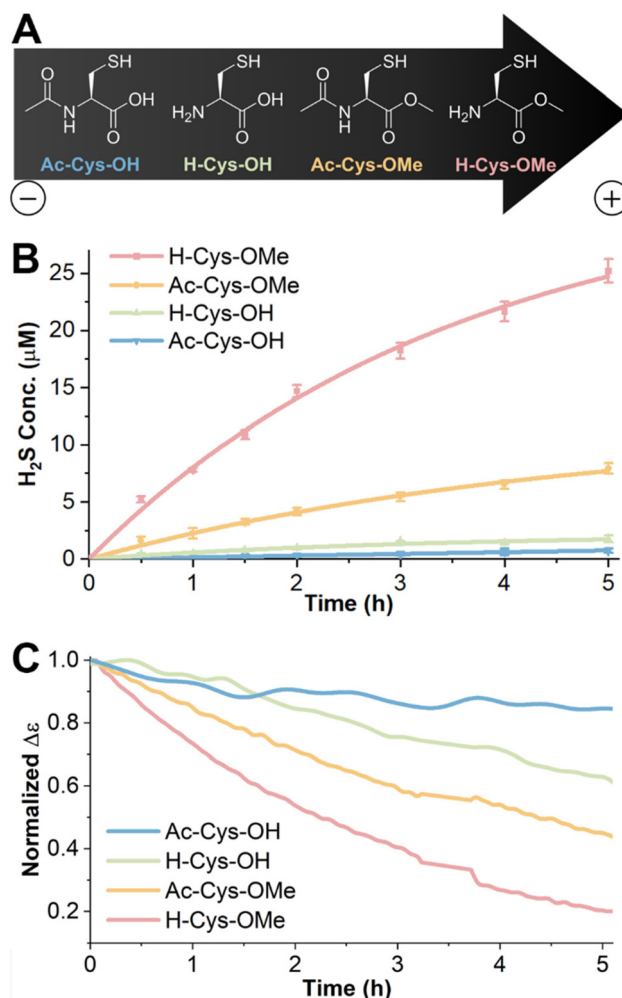 A
SH SH SH SH
OH OH O O
N H O H₂N O N H O H₂N O
O O
Ac-Cys-OH H-Cys-OH Ac-Cys-OMe H-Cys-OMe
− +
B
H-Cys-OMe
Ac-Cys-OMe
H-Cys-OH
Ac-Cys-OH
H₂S Conc. (μM)
25
20
15
10
5
0
0 1 2 3 4 5
Time (h)
C
Normalized Δε
1.0
0.8
0.6
0.4
0.2
Ac-Cys-OH
H-Cys-OH
Ac-Cys-OMe
H-Cys-OMe
0 1 2 3 4 5
Time (h)